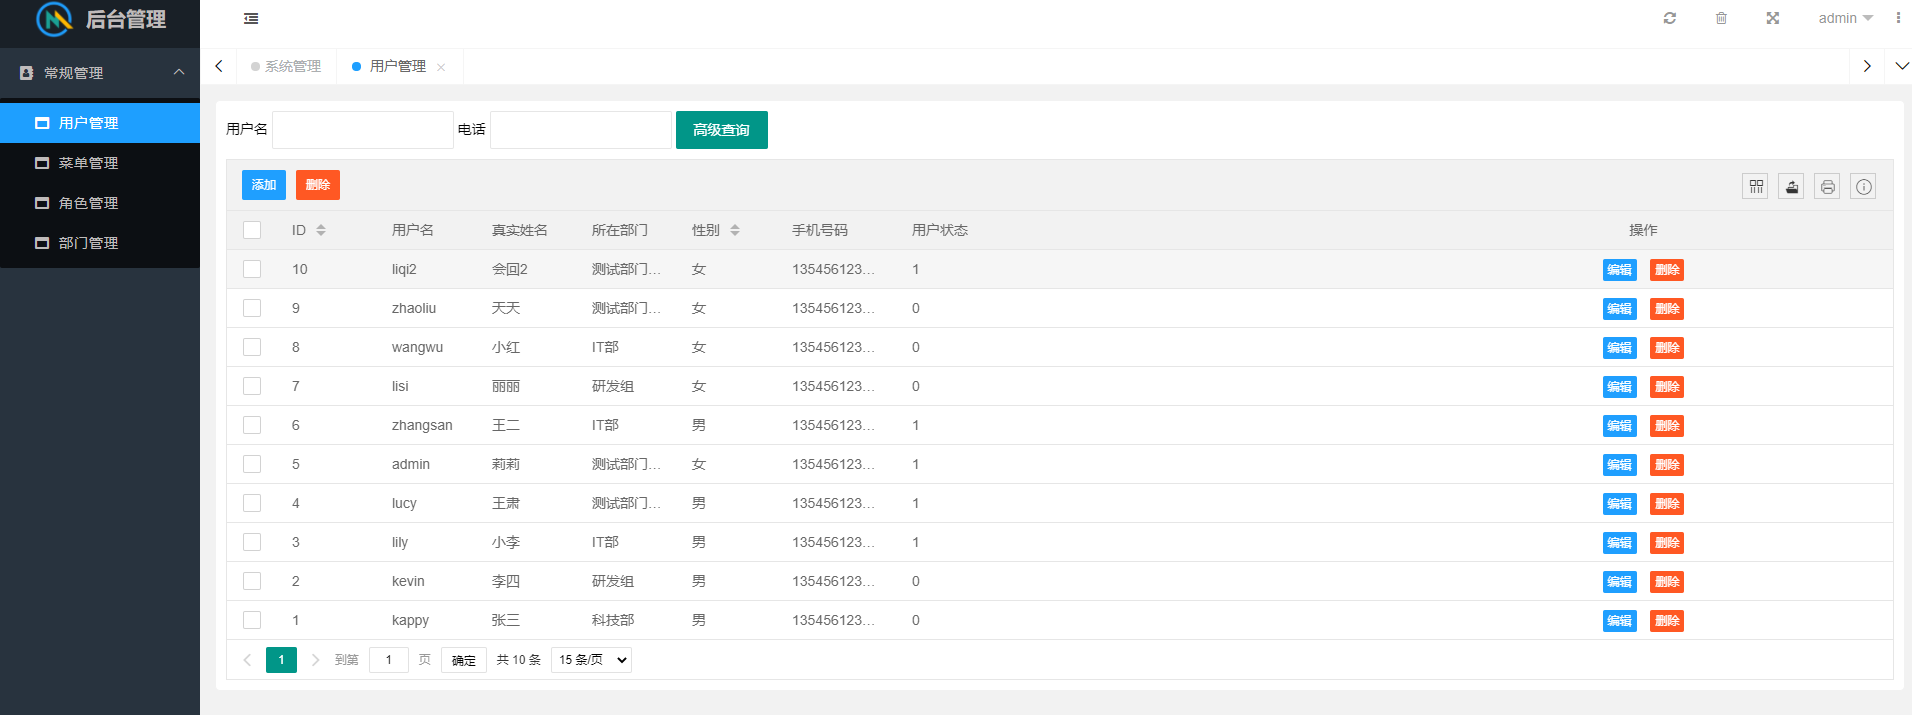 后台管理
admin
常规管理
系统管理
用户管理
用户管理
菜单管理
角色管理
部门管理
用户名 电话 高级查询
添加 删除
ID 用户名 真实姓名 所在部门 性别 手机号码 用户状态 操作
10 liqi2 会回2 测试部门... 女 135456123... 1 编辑 删除
9 zhaoliu 天天 测试部门... 女 135456123... 0 编辑 删除
8 wangwu 小红 IT部 女 135456123... 0 编辑 删除
7 lisi 丽丽 研发组 女 135456123... 0 编辑 删除
6 zhangsan 王二 IT部 男 135456123... 1 编辑 删除
5 admin 莉莉 测试部门... 女 135456123... 1 编辑 删除
4 lucy 王肃 测试部门... 男 135456123... 1 编辑 删除
3 lily 小李 IT部 男 135456123... 1 编辑 删除
2 kevin 李四 研发组 男 135456123... 0 编辑 删除
1 kappy 张三 科技部 男 135456123... 0 编辑 删除
1 到第 1 页 确定 共 10 条 15 条/页